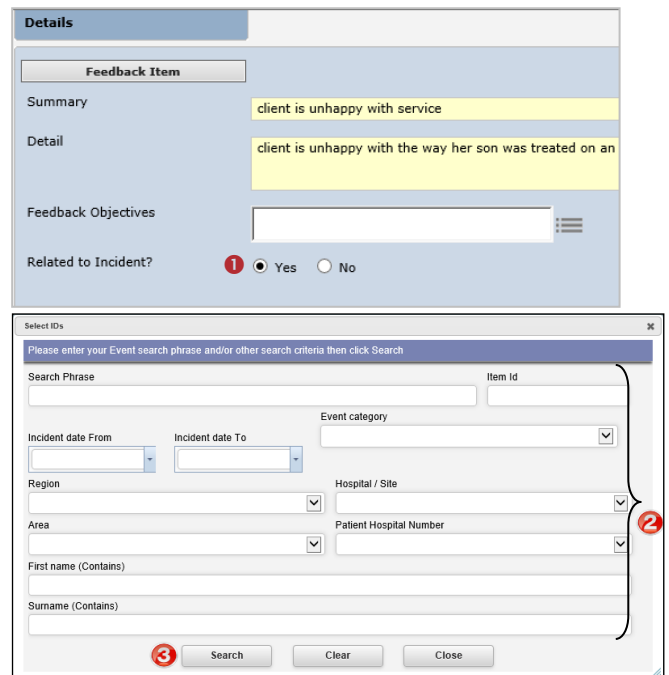 Details
Feedback Item
Summary
client is unhappy with service
Detail
client is unhappy with the way her son was treated on an
Feedback Objectives
Related to Incident?
1 Yes No
Select IDs
Please enter your Event search phrase and/or other search criteria then click Search
Search Phrase Item Id
Event category
Incident date From Incident date To
Region Hospital / Site
2
Area Patient Hospital Number
First name (Contains)
Surname (Contains)
3 Search Clear Close